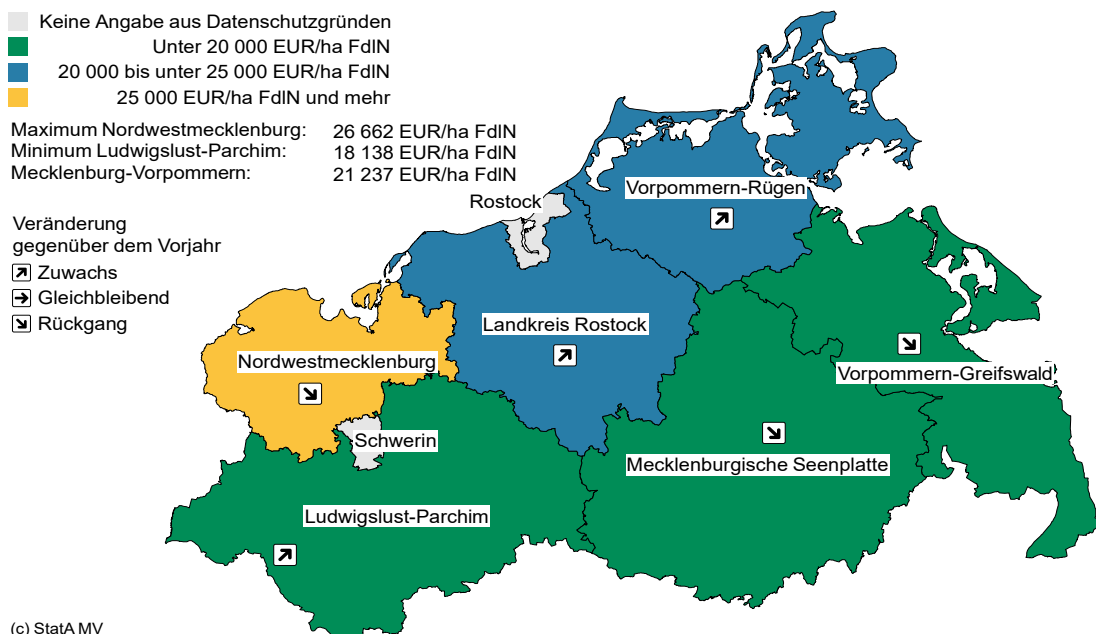 Keine Angabe aus Datenschutzgründen
Unter 20 000 EUR/ha FdlN
20 000 bis unter 25 000 EUR/ha FdlN
25 000 EUR/ha FdlN und mehr
Maximum Nordwestmecklenburg: 26 662 EUR/ha FdlN
Minimum Ludwigslust-Parchim: 18 138 EUR/ha FdlN
Mecklenburg-Vorpommern: 21 237 EUR/ha FdlN
Veränderung
gegenüber dem Vorjahr
Zuwachs
Gleichbleibend
Rückgang
Vorpommern-Rügen
Rostock
Landkreis Rostock
Nordwestmecklenburg
Vorpommern-Greifswald
Schwerin
Mecklenburgische Seenplatte
Ludwigslust-Parchim
(c) StatA MV